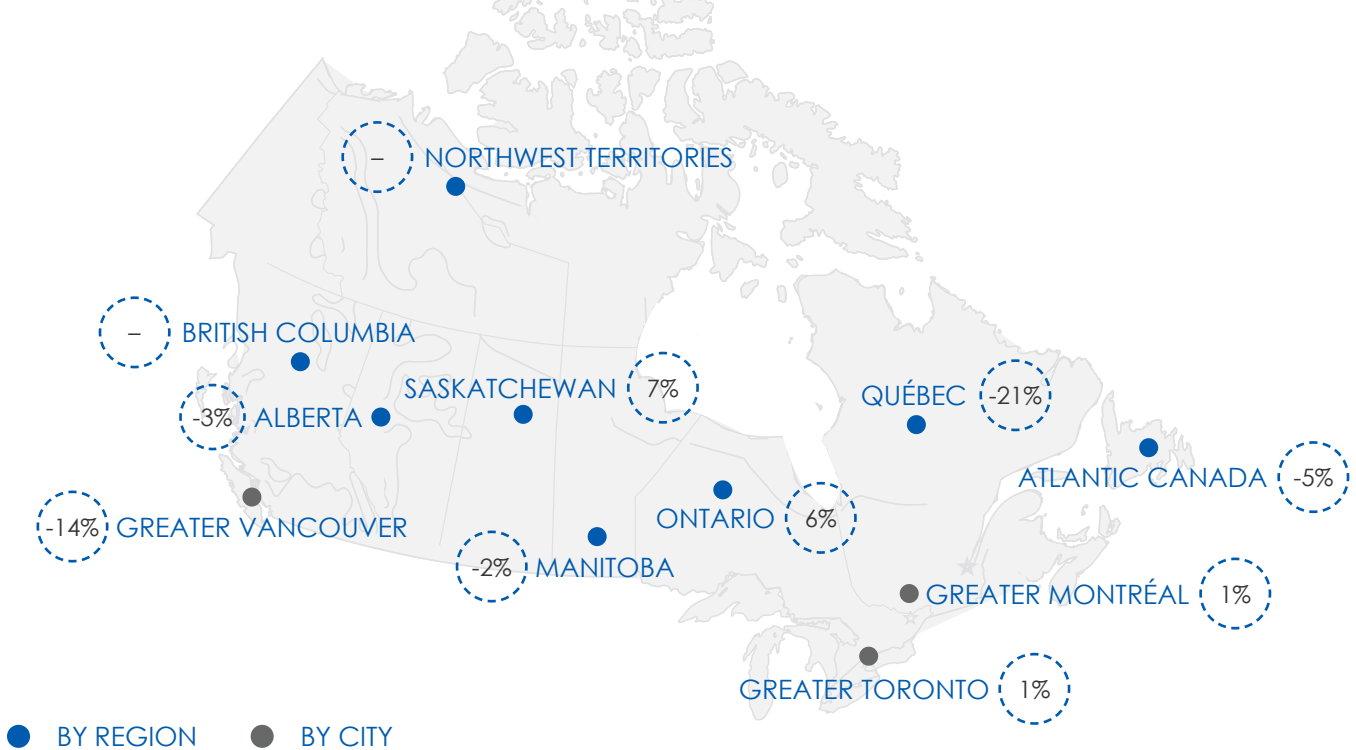 – NORTHWEST TERRITORIES
– BRITISH COLUMBIA
SASKATCHEWAN 7%
QUÉBEC -21%
-3% ALBERTA
ATLANTIC CANADA -5%
ONTARIO 6%
-14% GREATER VANCOUVER
-2% MANITOBA
GREATER MONTRÉAL 1%
GREATER TORONTO 1%
BY REGION BY CITY